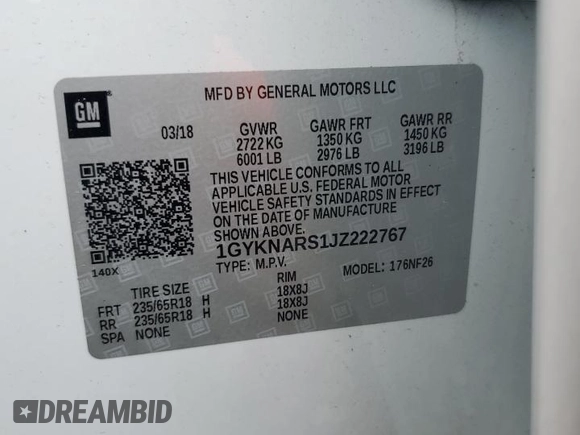 GM
MFD BY GENERAL MOTORS LLC
03/18 GVWR GAWR FRT GAWR RR
2722 KG 1350 KG 1450 KG
6001 LB 2976 LB 3196 LB
THIS VEHICLE CONFORMS TO ALL
APPLICABLE U.S. FEDERAL MOTOR
VEHICLE SAFETY STANDARDS IN EFFECT
ON THE DATE OF MANUFACTURE
SHOWN ABOVE.
1GYKNARS1JZ222767
TYPE: M.P.V. MODEL: 176NF26
140X
TIRE SIZE RIM
FRT 235/65R18 H 18X8J
RR 235/65R18 H 18X8J
SPA NONE NONE
DREAMBID